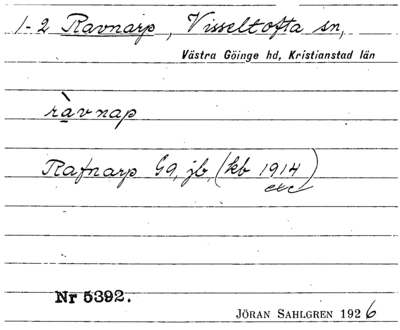 1-2 Ravnarp, Visseltofta sn,
Västra Göinge hd, Kristianstad län
ràvnap
Rafnarp G9, jb, (kb 1914)
etc
Nr 5392.
JÖRAN SAHLGREN 1926